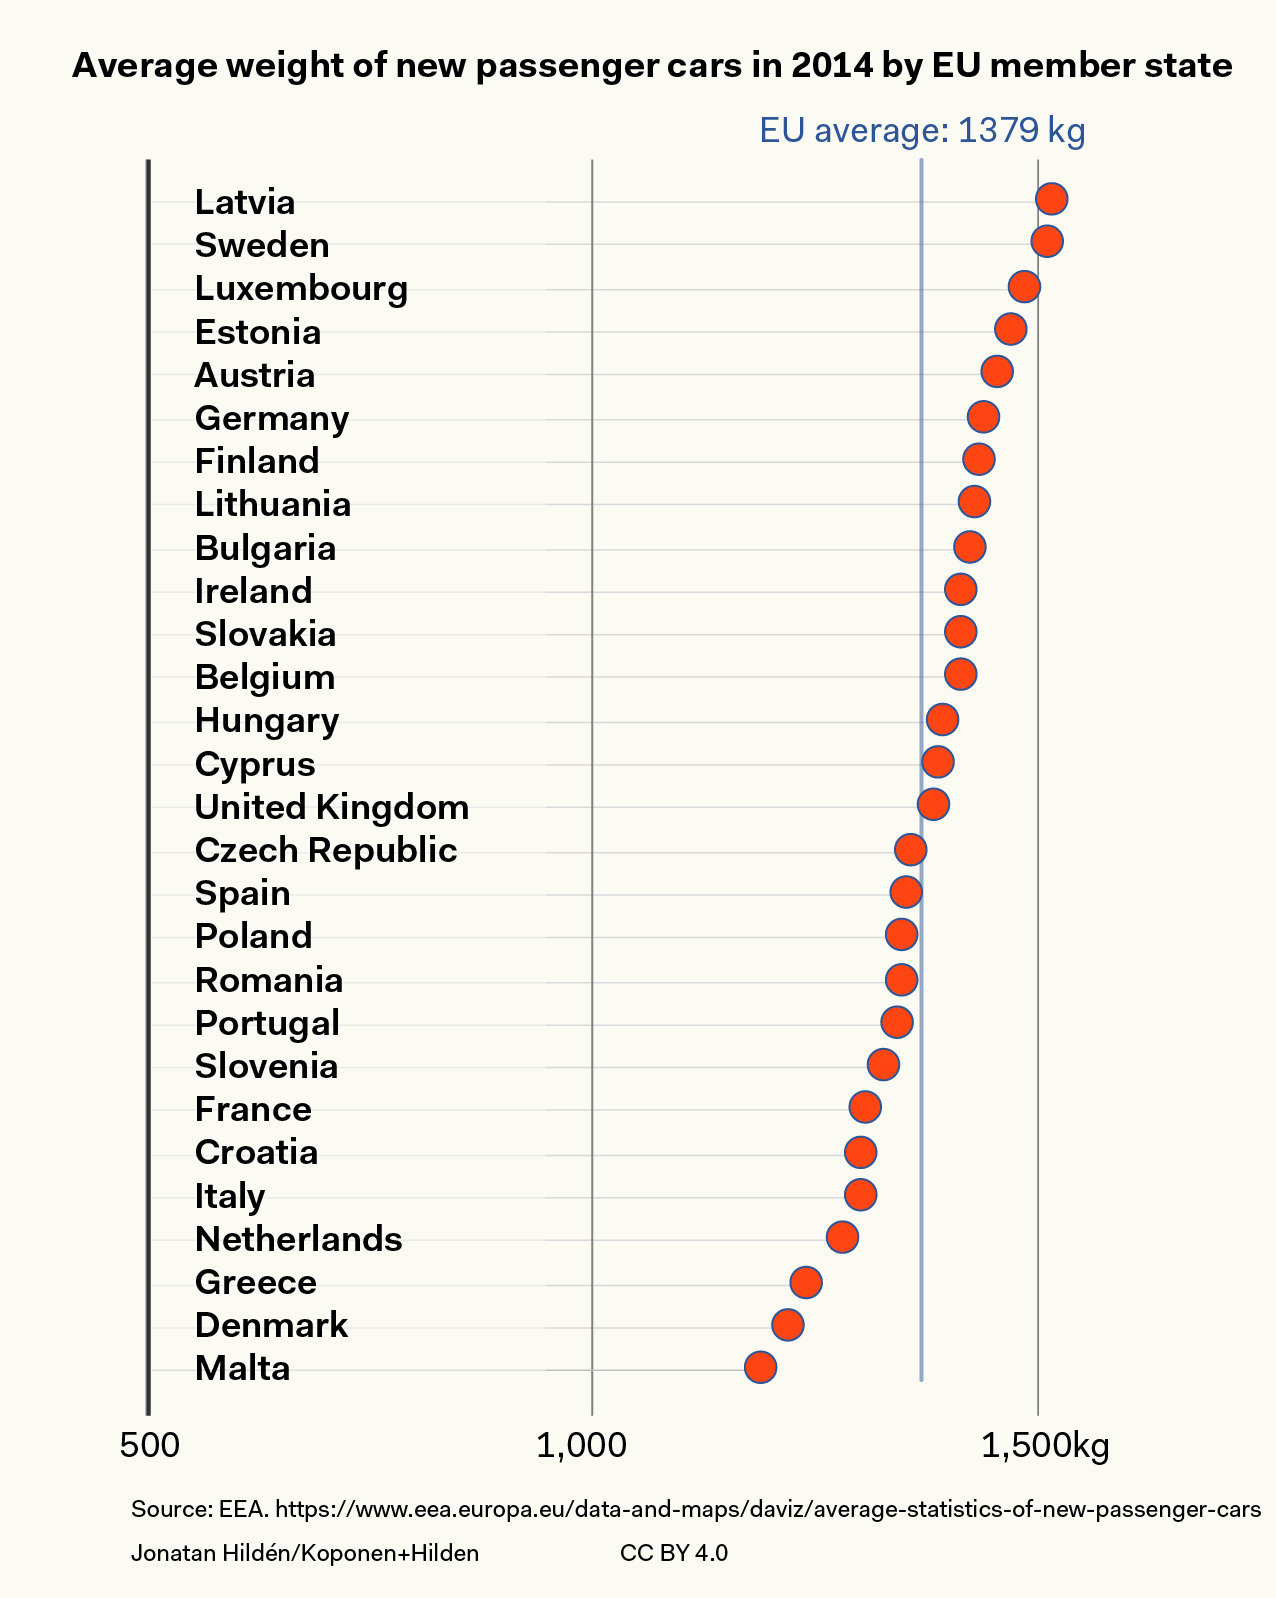 Average weight of new passenger cars in 2014 by EU member state
EU average: 1379 kg
Latvia
Sweden
Luxembourg
Estonia
Austria
Germany
Finland
Lithuania
Bulgaria
Ireland
Slovakia
Belgium
Hungary
Cyprus
United Kingdom
Czech Republic
Spain
Poland
Romania
Portugal
Slovenia
France
Croatia
Italy
Netherlands
Greece
Denmark
Malta
500 1,000 1,500kg
Source: EEA. https://www.eea.europa.eu/data-and-maps/daviz/average-statistics-of-new-passenger-cars
Jonatan Hildén/Koponen+Hilden CC BY 4.0